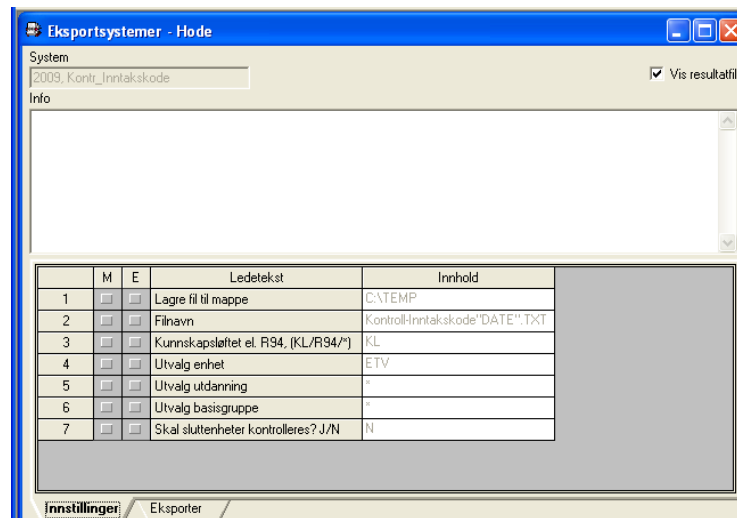 Eksportsystemer - Hode
System
2009, Kontr_Inntakskode
Vis resultatfil
Info
M E Ledetekst Innhold
1 Lagre fil til mappe C:\TEMP
2 Filnavn Kontroll-Inntakskode"DATE".TXT
3 Kunnskapsløftet el. R94, (KL/R94/*) KL
4 Utvalg enhet ETV
5 Utvalg utdanning *
6 Utvalg basisgruppe *
7 Skal sluttenheter kontrolleres? J/N N
Innstillinger Eksporter